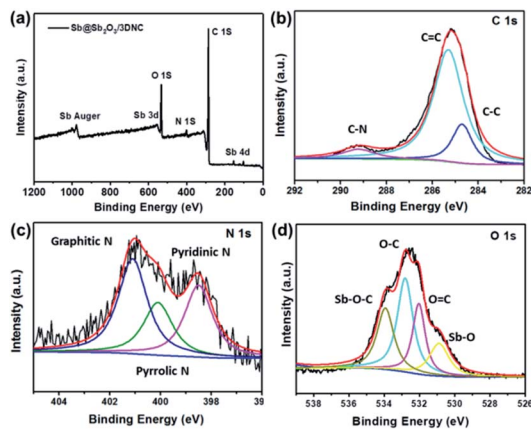 (a)
Sb@Sb2O3/3DNC
C 1S
O 1S
Sb Auger
Sb 3d
N 1S
Sb 4d
Intensity (a.u.)
1200 1000 800 600 400 200 0
Binding Energy (eV)
(b)
C 1s
C=C
C-C
C-N
Intensity (a.u.)
292 290 288 286 284 282
Binding Energy (eV)
(c)
N 1s
Graphitic N
Pyridinic N
Pyrrolic N
Intensity (a.u.)
404 402 400 398 39
Binding Energy (eV)
(d)
O 1s
O-C
Sb-O-C
O=C
Sb-O
Intensity (a.u.)
538 536 534 532 530 528 526
Binding Energy (eV)